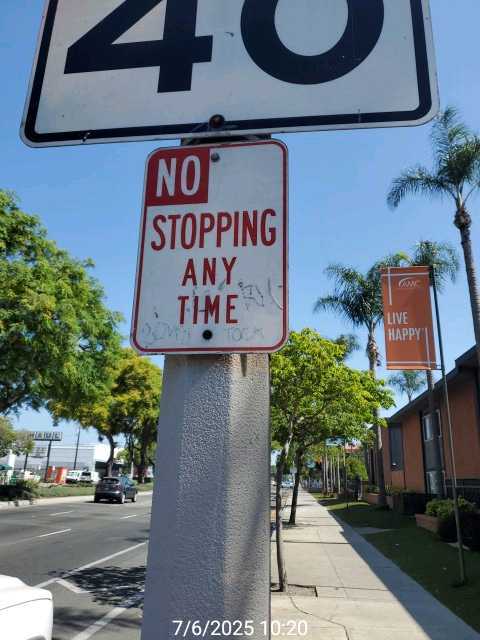 40
NO
STOPPING
ANY
TIME
LIVE
HAPPY
7/6/2025 10:20